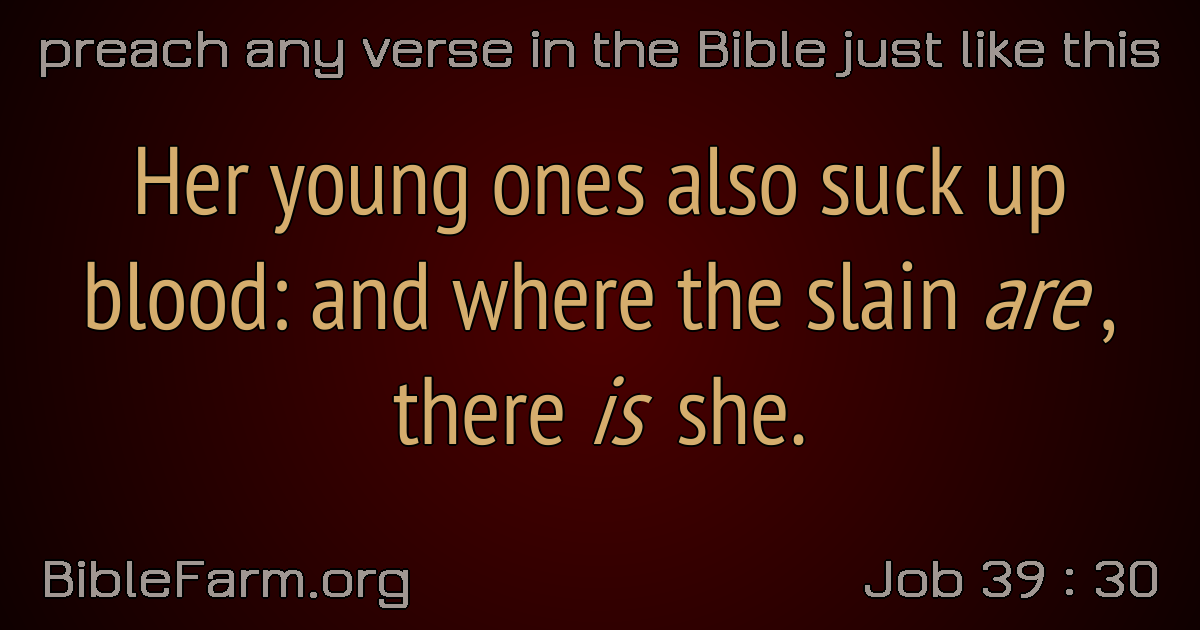 preach any verse in the Bible just like this
Her young ones also suck up
blood: and where the slain are,
there is she.
BibleFarm.org
Job 39 : 30